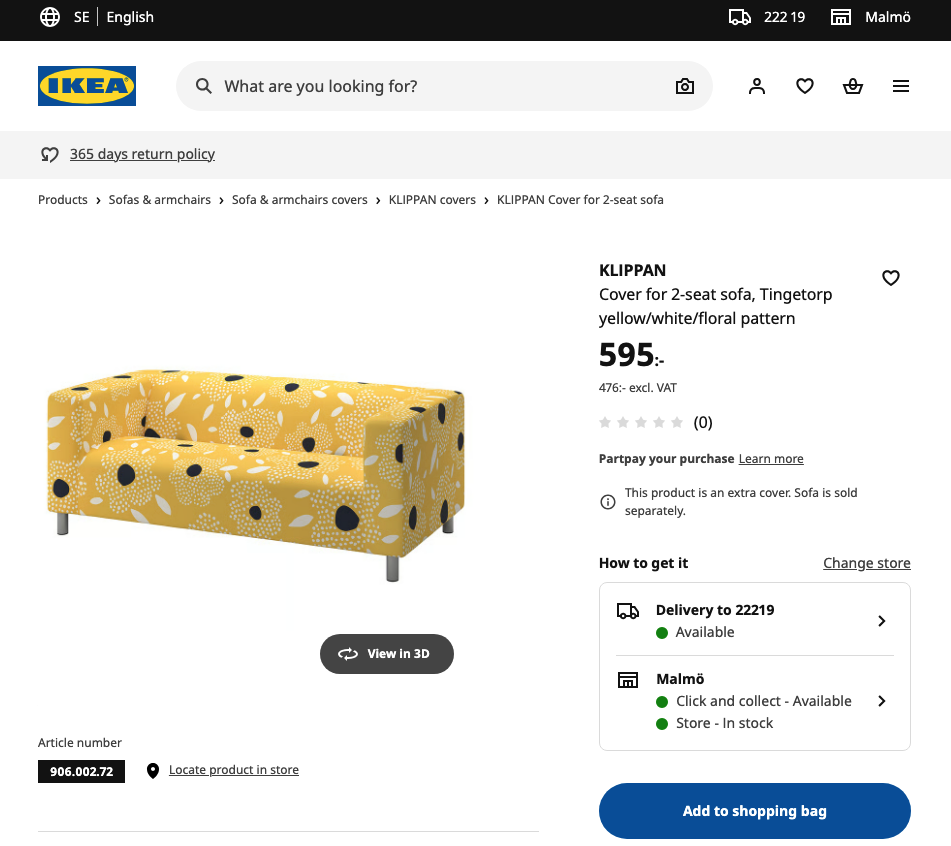 SE | English
222 19
Malmö
IKEA
What are you looking for?
365 days return policy
Products › Sofas & armchairs › Sofa & armchairs covers › KLIPPAN covers › KLIPPAN Cover for 2-seat sofa
KLIPPAN
Cover for 2-seat sofa, Tingetorp
yellow/white/floral pattern
595:-
476:- excl. VAT
(0)
Partpay your purchase Learn more
This product is an extra cover. Sofa is sold
separately.
How to get it
Change store
Delivery to 22219
Available
Malmö
Click and collect - Available
Store - In stock
View in 3D
Article number
906.002.72
Locate product in store
Add to shopping bag